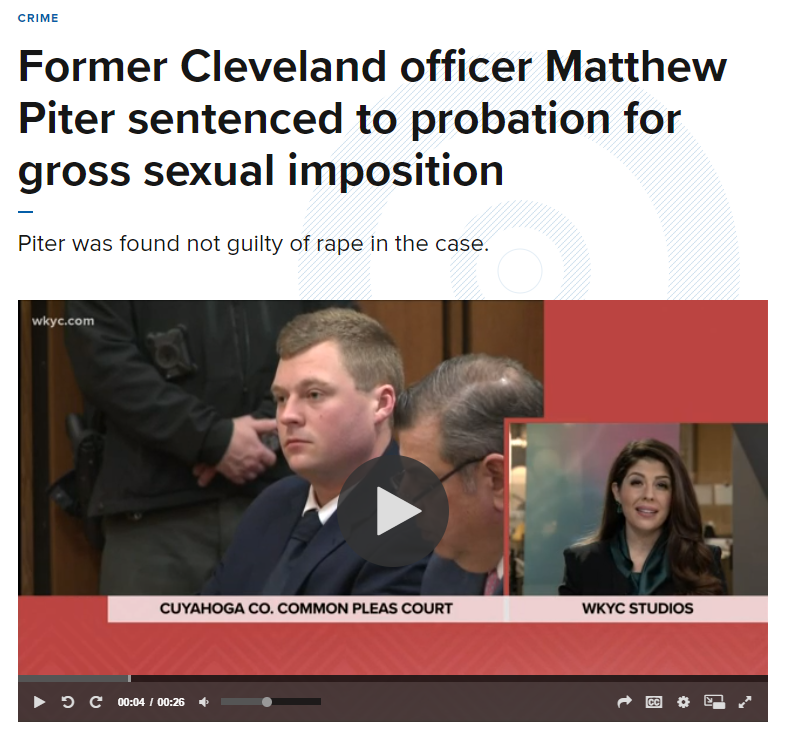 CRIME
Former Cleveland officer Matthew
Piter sentenced to probation for
gross sexual imposition
Piter was found not guilty of rape in the case.
wkyc.com
CUYAHOGA CO. COMMON PLEAS COURT
WKYC STUDIOS
00:04 / 00:26
CC